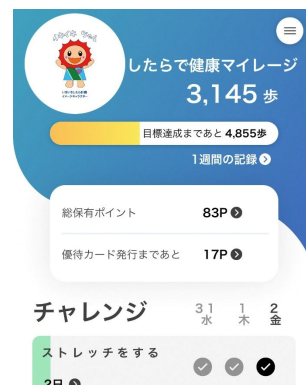 したらで健康マイレージ
3,145 歩
目標達成まであと 4,855歩
1週間の記録
総保有ポイント 83P
優待カード発行まであと 17P
チャレンジ
31 1 2
水 木 金
ストレッチをする
2日